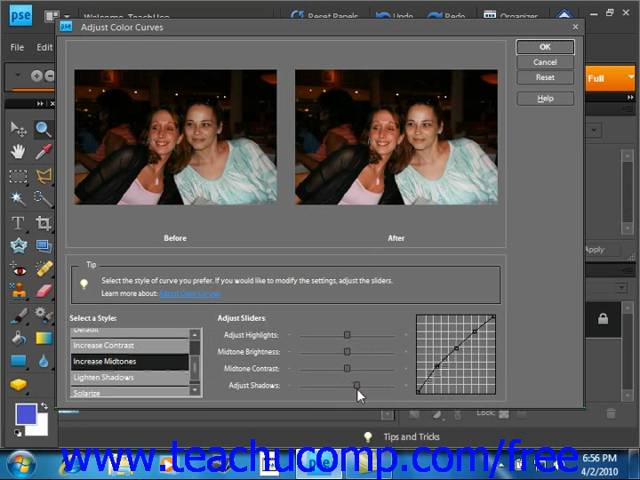 pse
Welcome, TeachUco
Reset Panels
Undo
Redo
Organizer
Adjust Color Curves
File
Edit
OK
Cancel
Reset
Help
Full
Before
After
Tip
Select the style of curve you prefer. If you would like to modify the settings, adjust the sliders.
Learn more about: Adjust Color Curves
Select a Style:
Default
Increase Contrast
Increase Midtones
Lighten Shadows
Solarize
Adjust Sliders:
Adjust Highlights:
Midtone Brightness:
Midtone Contrast:
Adjust Shadows:
Apply
Lock:
Tips and Tricks
www.teachucomp.com/free
pse
6:56 PM
4/2/2010